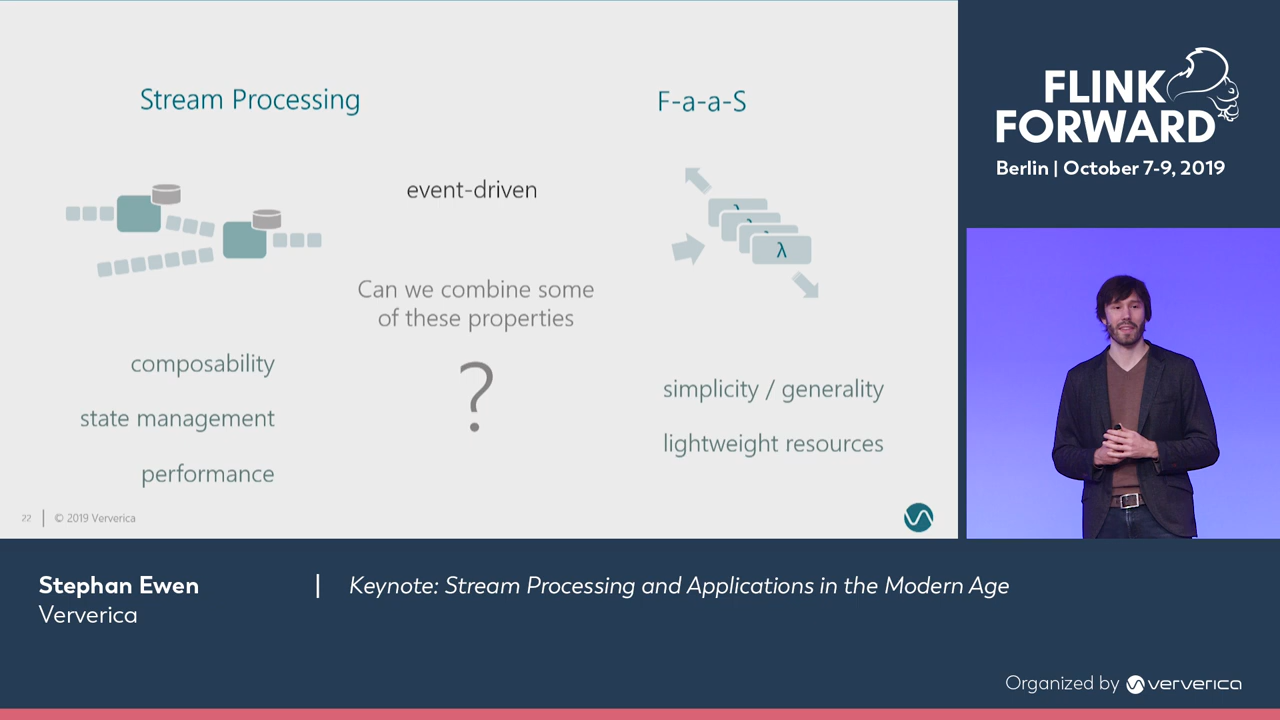 Stream Processing
F-a-a-S
event-driven
λ
λ
λ
λ
Can we combine some
of these properties
?
composability
state management
performance
simplicity / generality
lightweight resources
22
© 2019 Ververica
FLINK
FORWARD
Berlin | October 7-9, 2019
Stephan Ewen
Ververica
Keynote: Stream Processing and Applications in the Modern Age
Organized by ververica